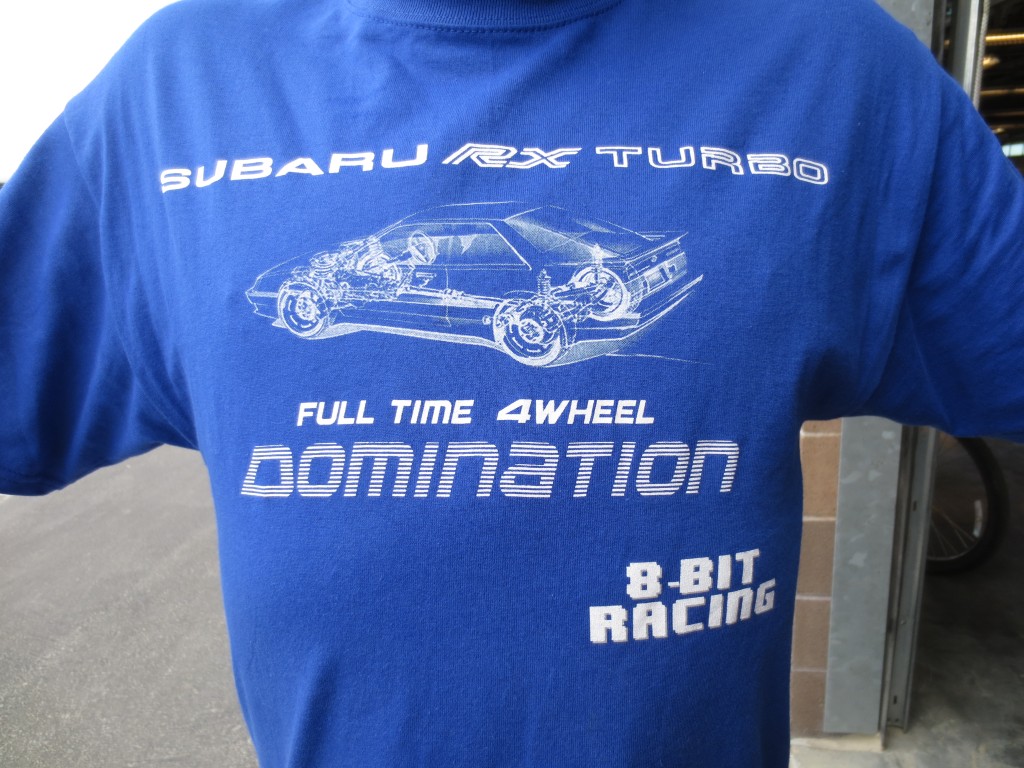 SUBARU RX TURBO
FULL TIME 4WHEEL
DOMINATION
8-BIT
RACING